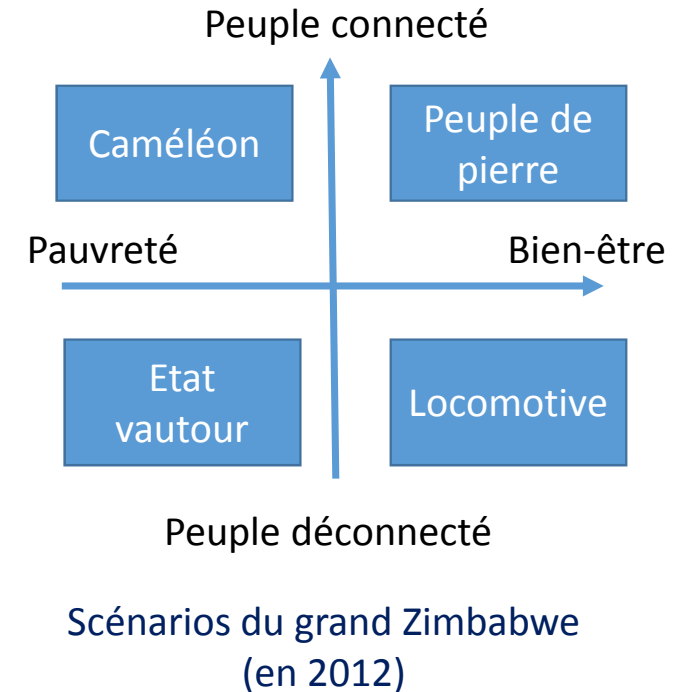 Peuple connecté
Caméléon
Peuple de
pierre
Pauvreté
Bien-être
Etat
vautour
Locomotive
Peuple déconnecté
Scénarios du grand Zimbabwe
(en 2012)